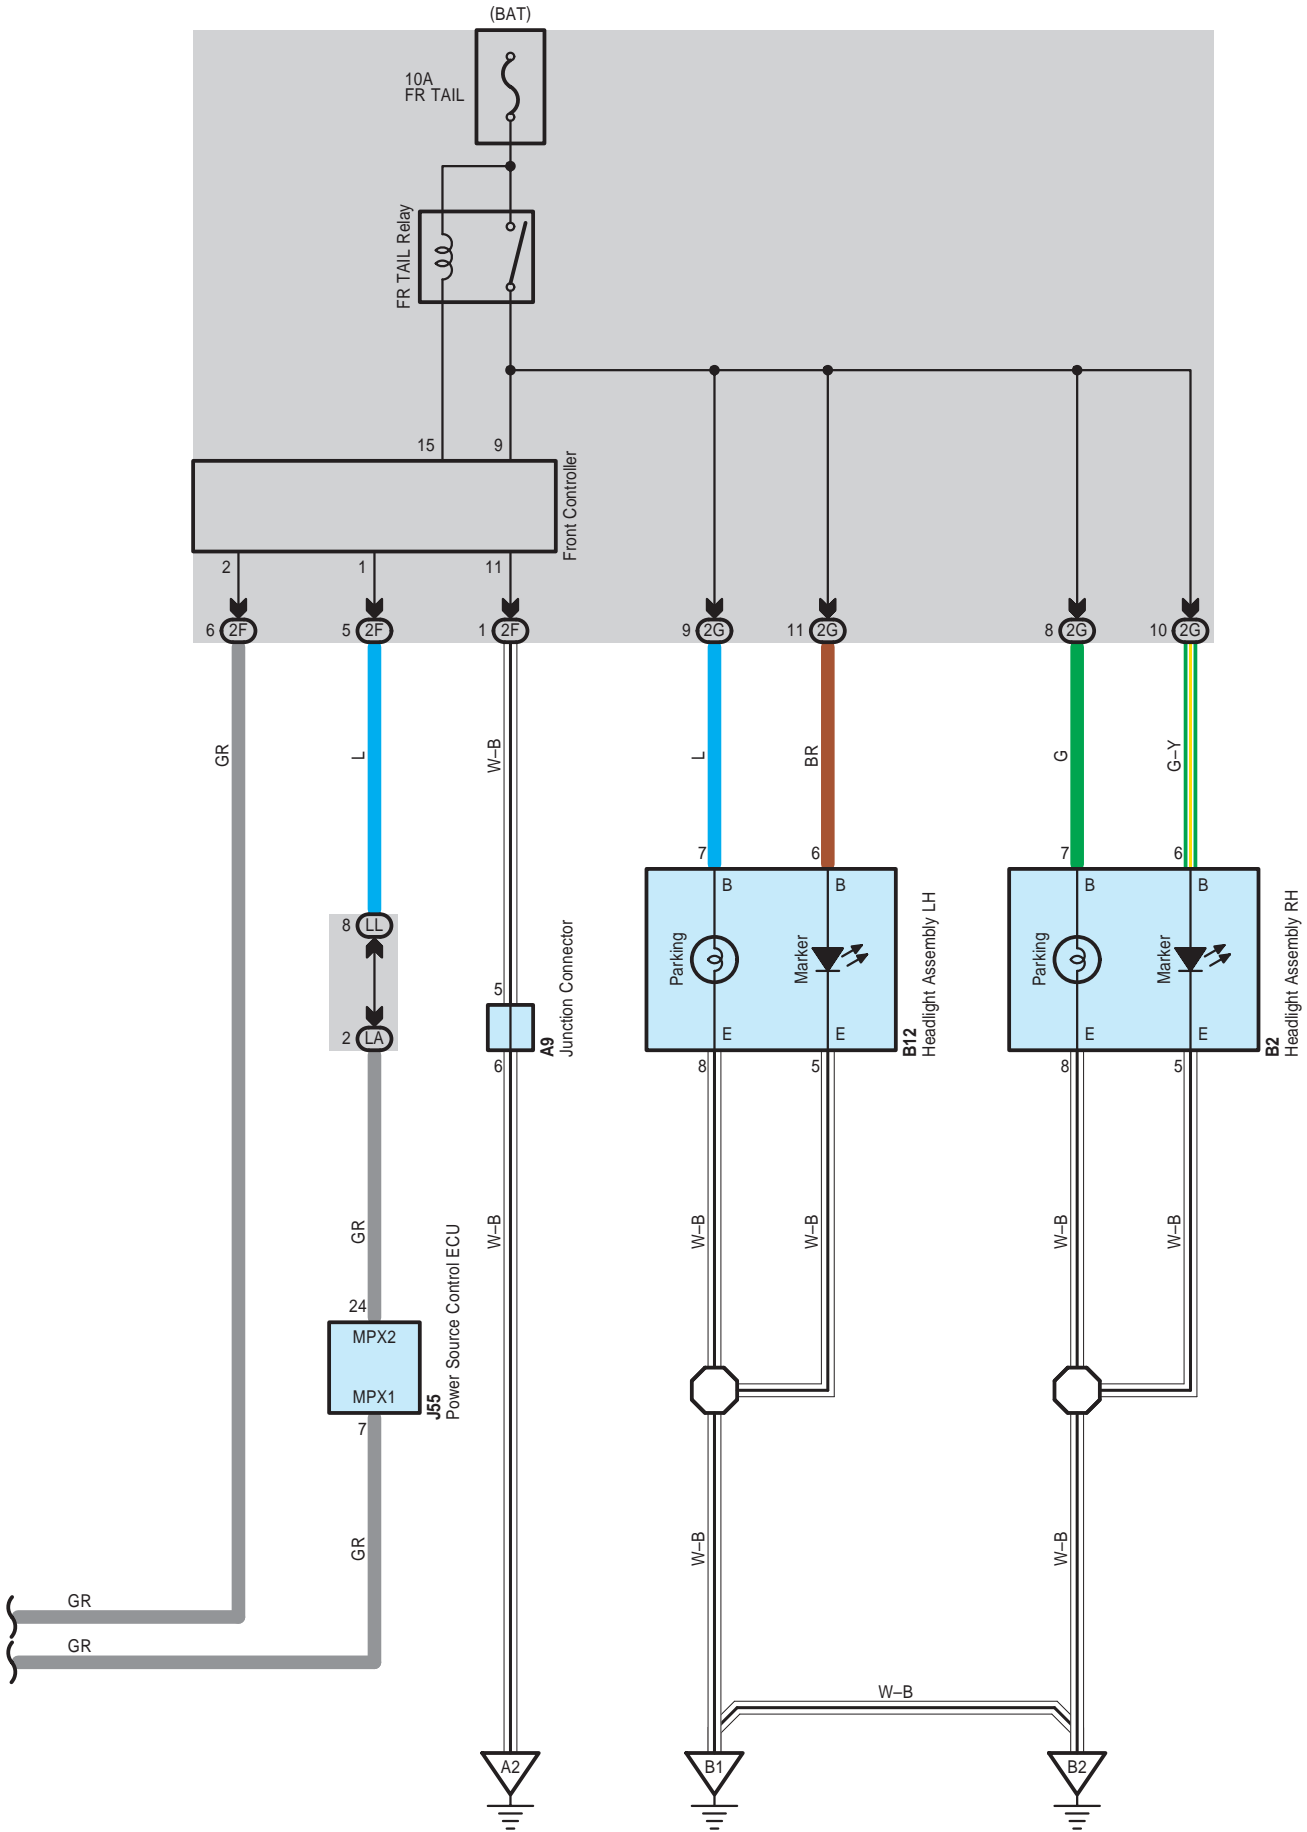 (BAT)
10A
FR TAIL
FR TAIL Relay
15
9
Front Controller
2
1
11
6 2F
5 2F
1 2F
9 2G
11 2G
8 2G
10 2G
GR
L
W–B
L
BR
G
G–Y
7
6
7
6
B
B
B
B
Parking
Marker
Parking
Marker
E
E
E
E
B12
Headlight Assembly LH
B2
Headlight Assembly RH
8 LL
2 LA
5
A9
Junction Connector
6
8
5
8
5
GR
W–B
W–B
W–B
W–B
W–B
24
MPX2
MPX1
J55
Power Source Control ECU
7
GR
W–B
W–B
GR
GR
W–B
A2
B1
B2